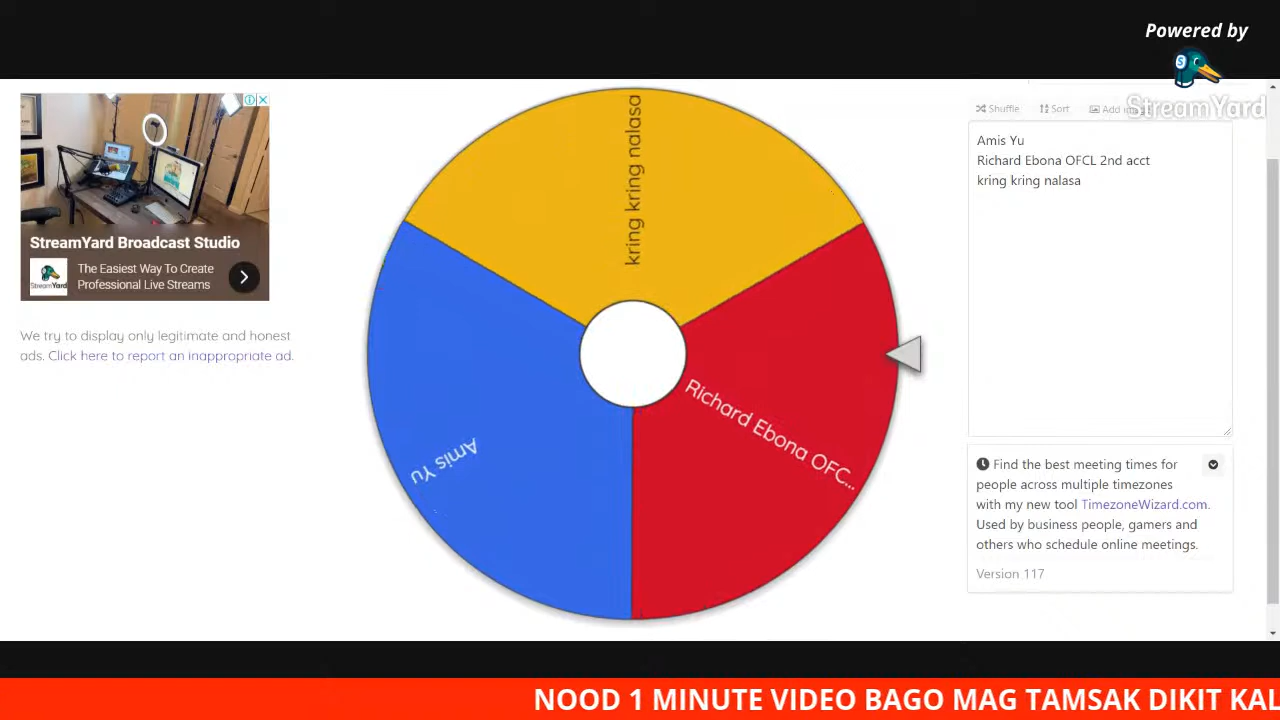 Powered by
StreamYard
StreamYard Broadcast Studio
StreamYard
The Easiest Way To Create
Professional Live Streams
We try to display only legitimate and honest
ads. Click here to report an inappropriate ad.
kring kring nalasa
Richard Ebona OFC...
Amis Yu
Shuffle
Sort
Add
Amis Yu
Richard Ebona OFCL 2nd acct
kring kring nalasa
Find the best meeting times for
people across multiple timezones
with my new tool TimezoneWizard.com.
Used by business people, gamers and
others who schedule online meetings.
Version 117
NOOD 1 MINUTE VIDEO BAGO MAG TAMSAK DIKIT KAL